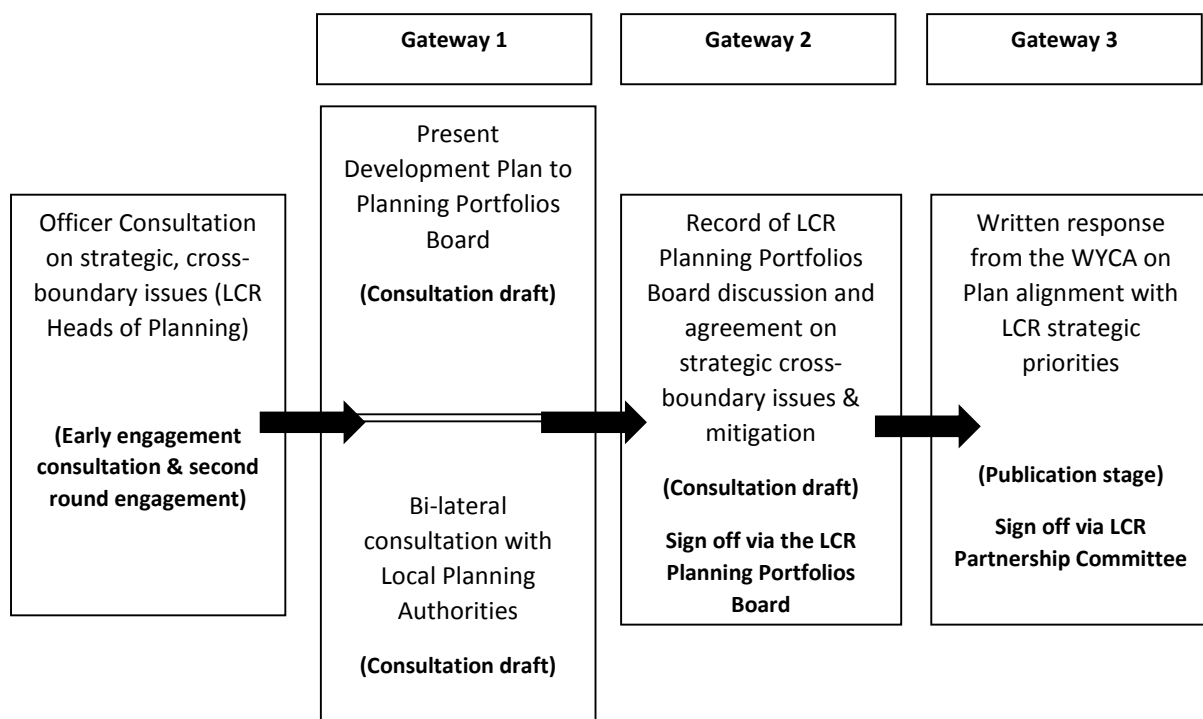 Gateway 1
Gateway 2
Gateway 3
Officer Consultation
on strategic, cross-
boundary issues (LCR
Heads of Planning)
(Early engagement
consultation & second
round engagement)
Present
Development Plan to
Planning Portfolios
Board
(Consultation draft)
Bi-lateral
consultation with
Local Planning
Authorities
(Consultation draft)
Record of LCR
Planning Portfolios
Board discussion and
agreement on
strategic cross-
boundary issues &
mitigation
(Consultation draft)
Sign off via the LCR
Planning Portfolios
Board
Written response
from the WYCA on
Plan alignment with
LCR strategic
priorities
(Publication stage)
Sign off via LCR
Partnership Committee